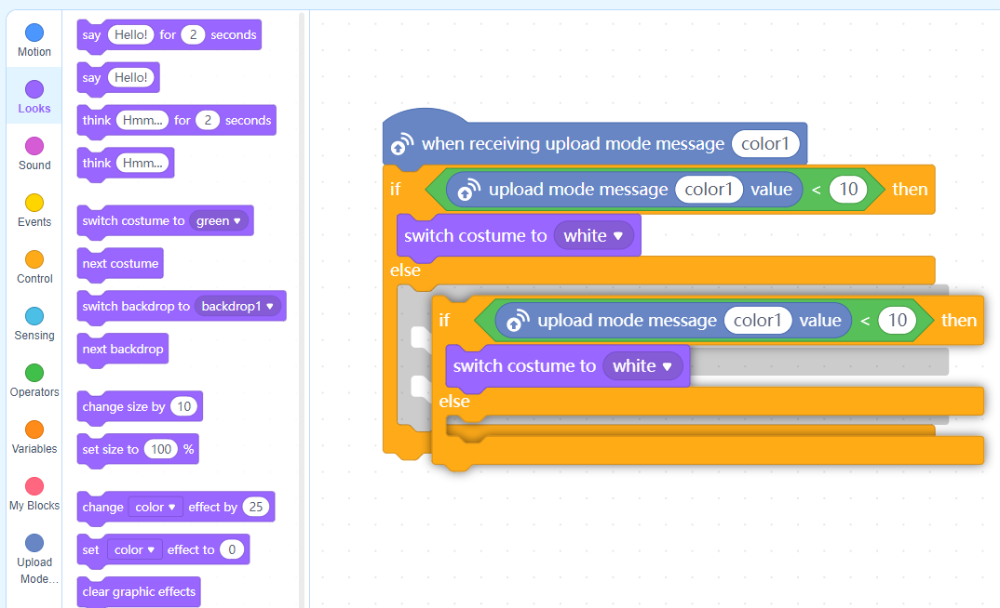 Motion
Looks
Sound
Events
Control
Sensing
Operators
Variables
My Blocks
Upload
Mode...
say Hello! for 2 seconds
say Hello!
think Hmm... for 2 seconds
think Hmm...
switch costume to green
next costume
switch backdrop to backdrop1
next backdrop
change size by 10
set size to 100 %
change color effect by 25
set color effect to 0
clear graphic effects
when receiving upload mode message color1
if upload mode message color1 value < 10 then
switch costume to white
else
if upload mode message color1 value < 10 then
switch costume to white
else